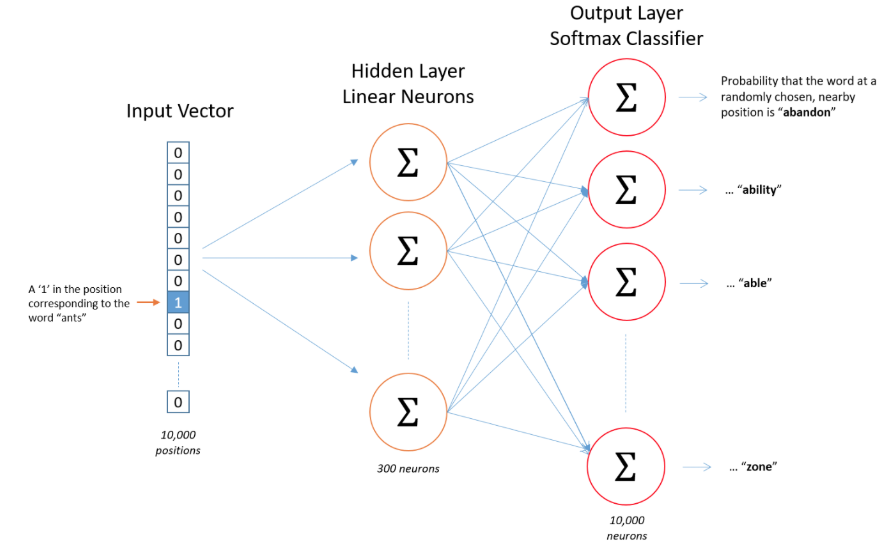 Output Layer
Softmax Classifier
Hidden Layer
Linear Neurons
Input Vector
0
0
0
0
0
0
0
1
0
0
0
A ‘1’ in the position
corresponding to the
word “ants”
10,000
positions
Σ
Σ
Σ
300 neurons
Σ
Σ
Σ
Σ
10,000
neurons
Probability that the word at a
randomly chosen, nearby
position is “abandon”
... “ability”
... “able”
... “zone”